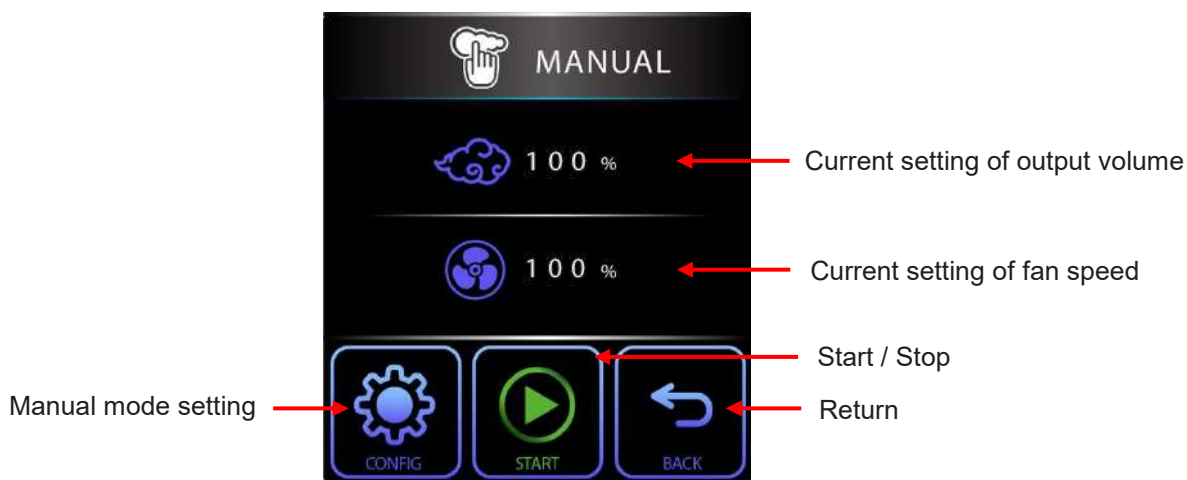 MANUAL
100 %
Current setting of output volume
100 %
Current setting of fan speed
Start / Stop
Manual mode setting
Return
CONFIG
START
BACK